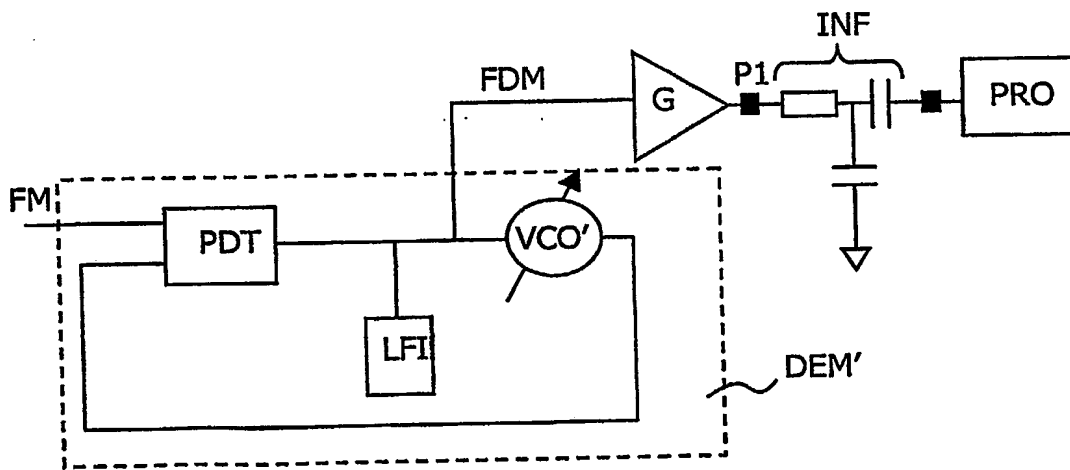 INF
P1
FDM
G
PRO
FM
PDT
VCO'
LFI
DEM'